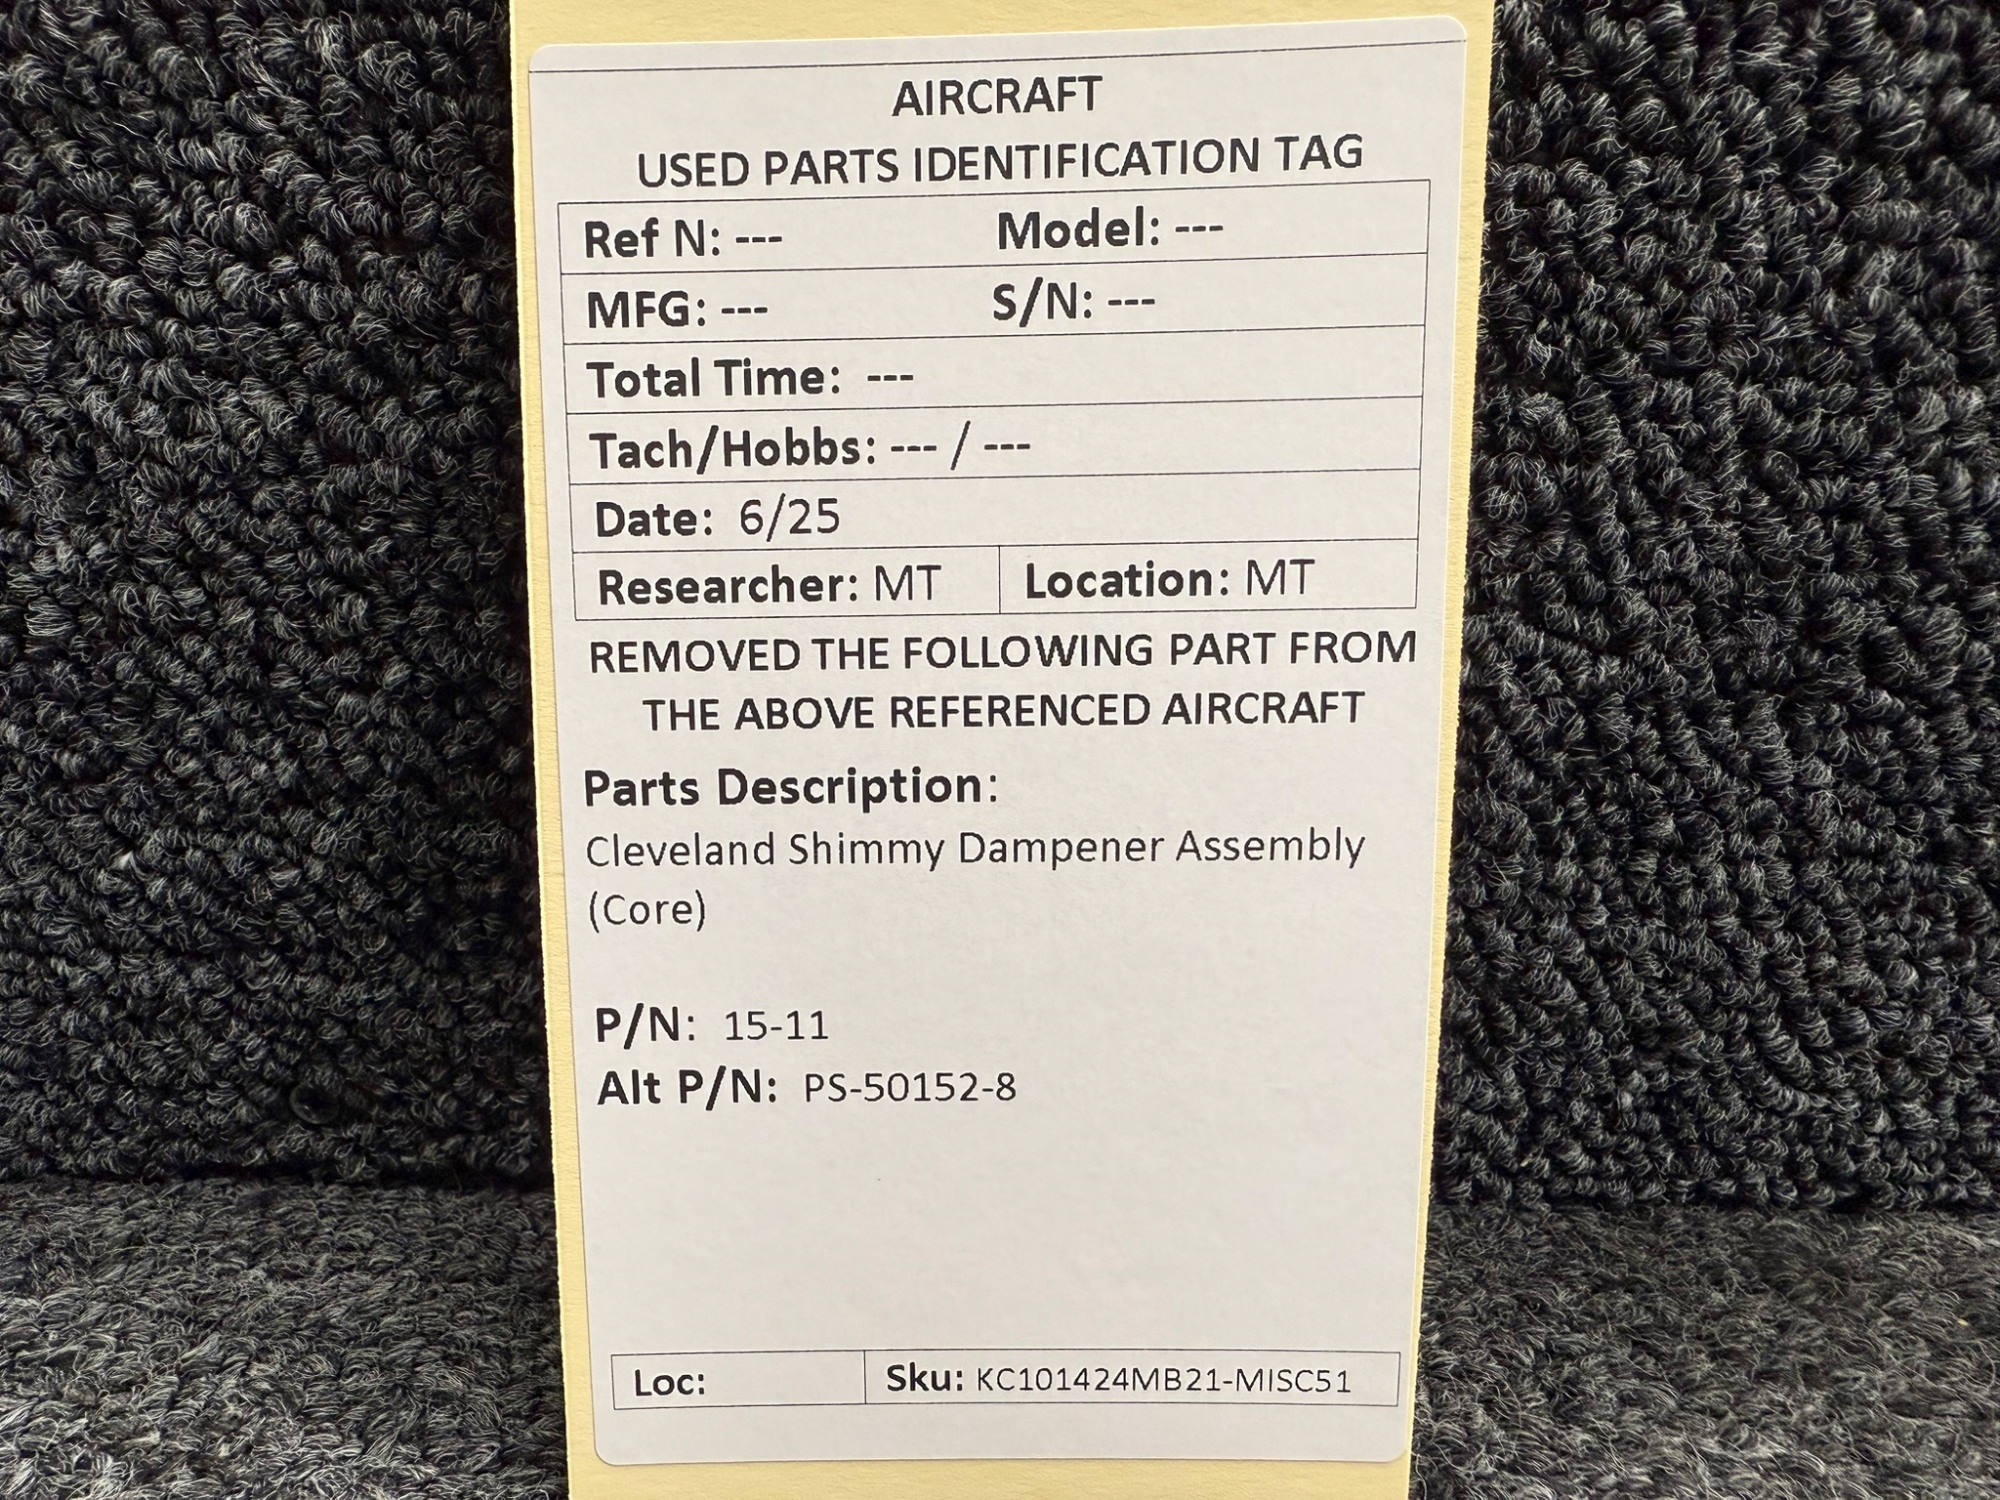 AIRCRAFT
USED PARTS IDENTIFICATION TAG
Ref N: --- Model: ---
MFG: --- S/N: ---
Total Time: ---
Tach/Hobbs: --- / ---
Date: 6/25
Researcher: MT Location: MT
REMOVED THE FOLLOWING PART FROM
THE ABOVE REFERENCED AIRCRAFT
Parts Description:
Cleveland Shimmy Dampener Assembly
(Core)
P/N: 15-11
Alt P/N: PS-50152-8
Loc: Sku: KC101424MB21-MISC51